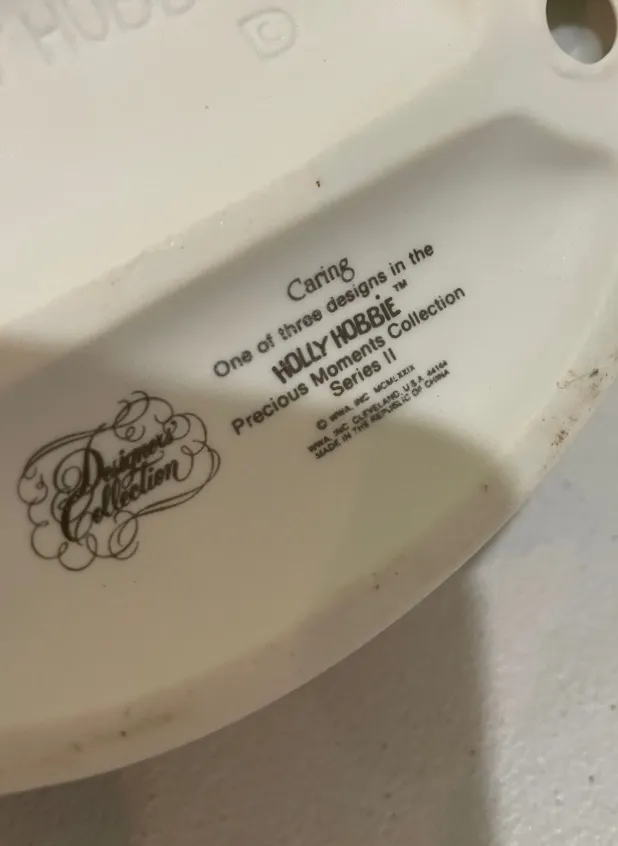 HOBB
©
Caring
One of three designs in the
HOLLY HOBBIE™
Precious Moments Collection
Series II
© WWA, INC. MCMLXXIX
WWA, INC. CLEVELAND, U.S.A. 44144
MADE IN THE REPUBLIC OF CHINA
Designers'
Collection